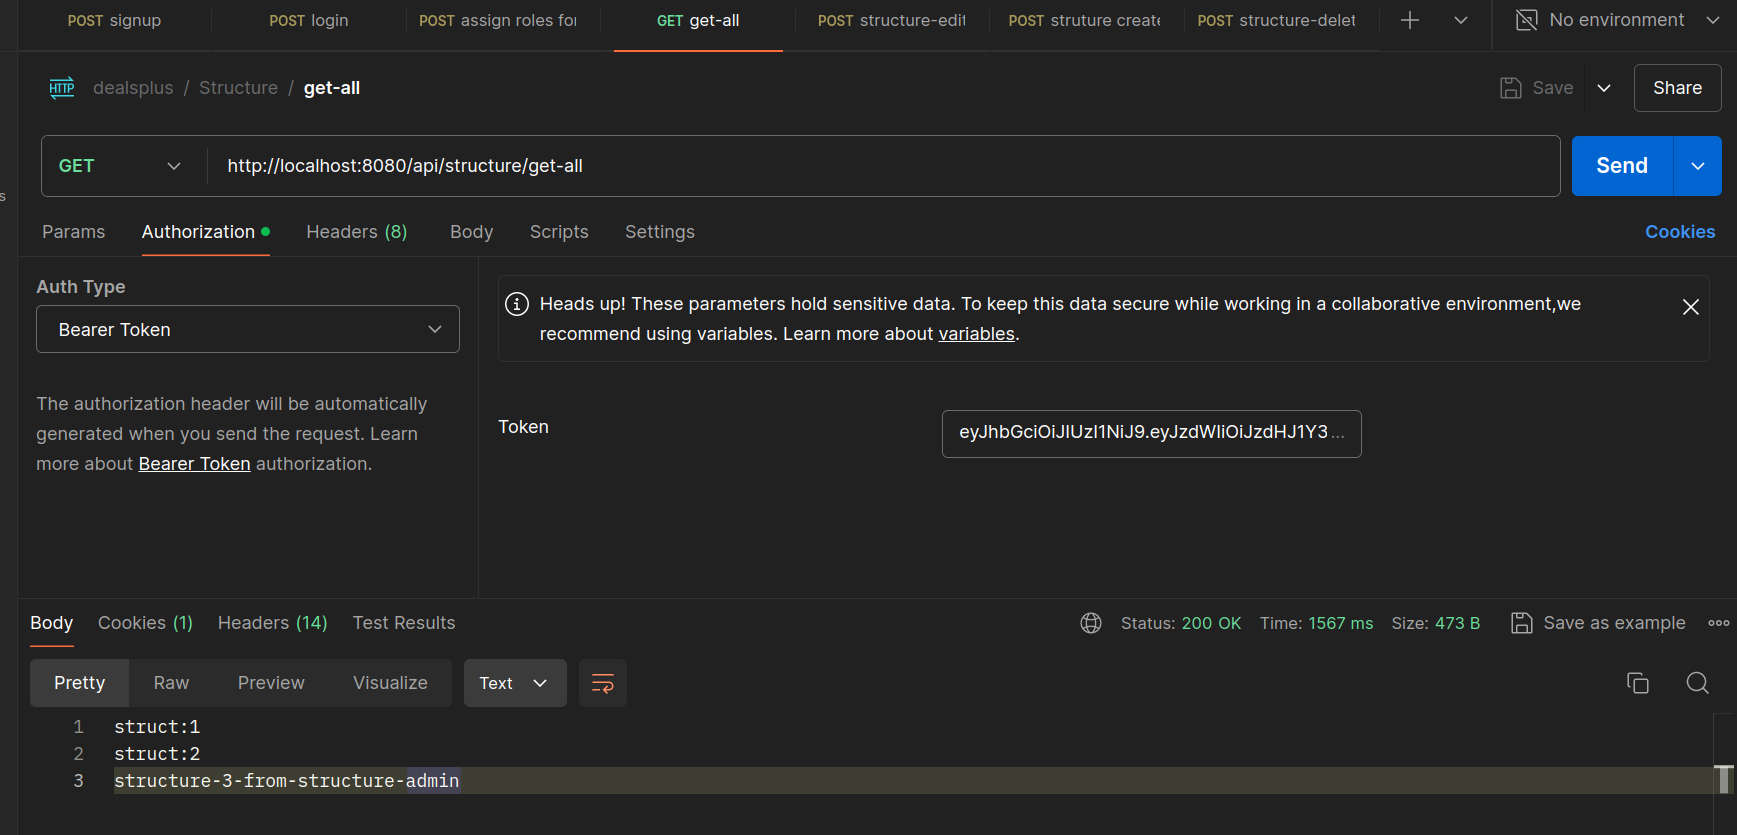 POST signup
POST login
POST assign roles for
GET get-all
POST structure-edit
POST struture create
POST structure-delet
No environment
HTTP
dealsplus / Structure / get-all
Save
Share
GET
http://localhost:8080/api/structure/get-all
Send
s
Params
Authorization
Headers (8)
Body
Scripts
Settings
Cookies
Auth Type
Bearer Token
The authorization header will be automatically
generated when you send the request. Learn
more about Bearer Token authorization.
Heads up! These parameters hold sensitive data. To keep this data secure while working in a collaborative environment,we
recommend using variables. Learn more about variables.
Token
eyJhbGciOiJIUzI1NiJ9.eyJzdWIiOiJzdHJ1Y3...
Body
Cookies (1)
Headers (14)
Test Results
Status: 200 OK
Time: 1567 ms
Size: 473 B
Save as example
Pretty
Raw
Preview
Visualize
Text
1 struct:1
2 struct:2
3 structure-3-from-structure-admin